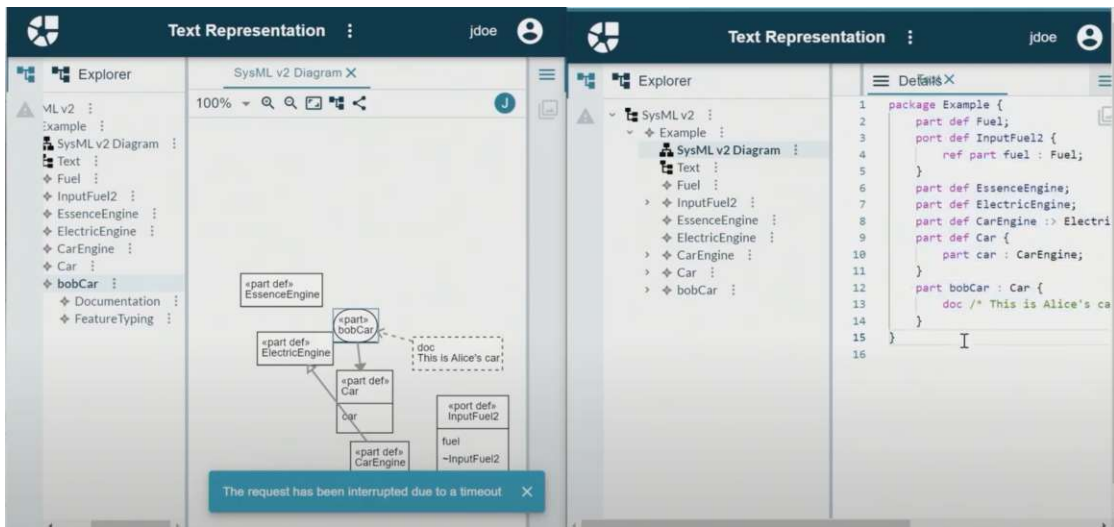 Text Representation
jdoe
Explorer
SysML v2 Diagram
ML v2
Example
SysML v2 Diagram
Text
Fuel
InputFuel2
EssenceEngine
ElectricEngine
CarEngine
Car
bobCar
Documentation
FeatureTyping
100%
J
«part def»
EssenceEngine
«part»
bobCar
«part def»
ElectricEngine
doc
This is Alice's car
«part def»
Car
car
«part def»
InputFuel2
fuel
~InputFuel2
«part def»
CarEngine
The request has been interrupted due to a timeout
Text Representation
jdoe
Explorer
SysML v2
Example
SysML v2 Diagram
Text
Fuel
InputFuel2
EssenceEngine
ElectricEngine
CarEngine
Car
bobCar
Details
1 package Example {
2 part def Fuel;
3 port def InputFuel2 {
4 ref part fuel : Fuel;
5 }
6 part def EssenceEngine;
7 part def ElectricEngine;
8 part def CarEngine :> Electri
9 part def Car {
10 part car : CarEngine;
11 }
12 part bobCar : Car {
13 doc /* This is Alice's ca
14 }
15 }
16